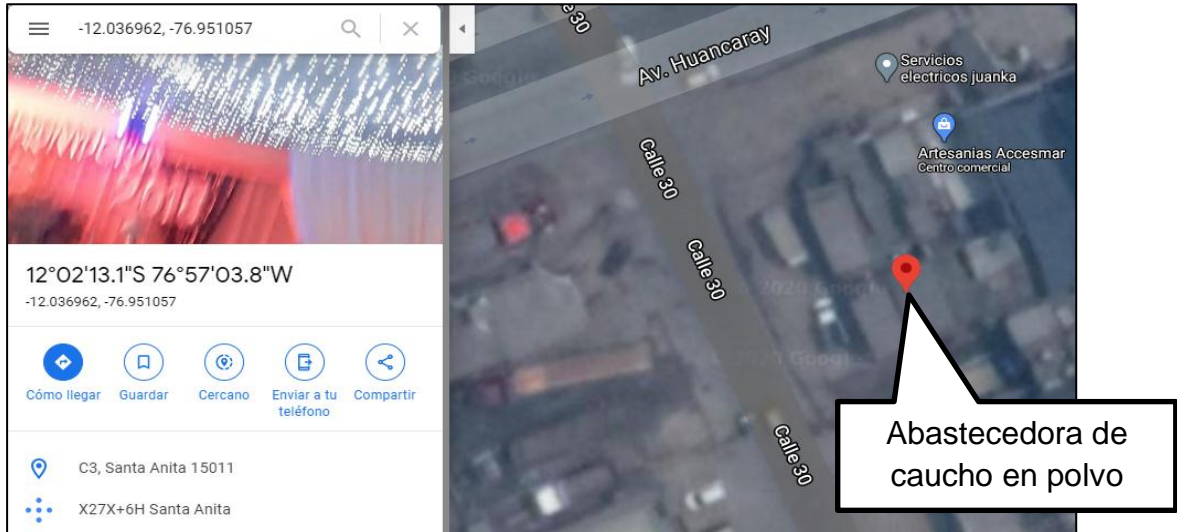 -12.036962, -76.951057
12°02'13.1"S 76°57'03.8"W
-12.036962, -76.951057
Cómo llegar
Guardar
Cercano
Enviar a tu
teléfono
Compartir
C3, Santa Anita 15011
X27X+6H Santa Anita
Calle 30
Av. Huancaray
Servicios
electricos juanka
Artesanias Accesmar
Centro comercial
Calle 30
Calle 30
Calle 30
Abastecedora de
caucho en polvo